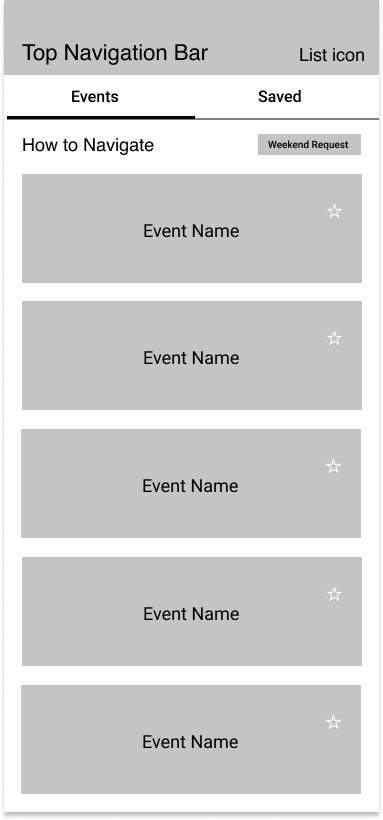 Top Navigation Bar
List icon
Events
Saved
How to Navigate
Weekend Request
Event Name
Event Name
Event Name
Event Name
Event Name